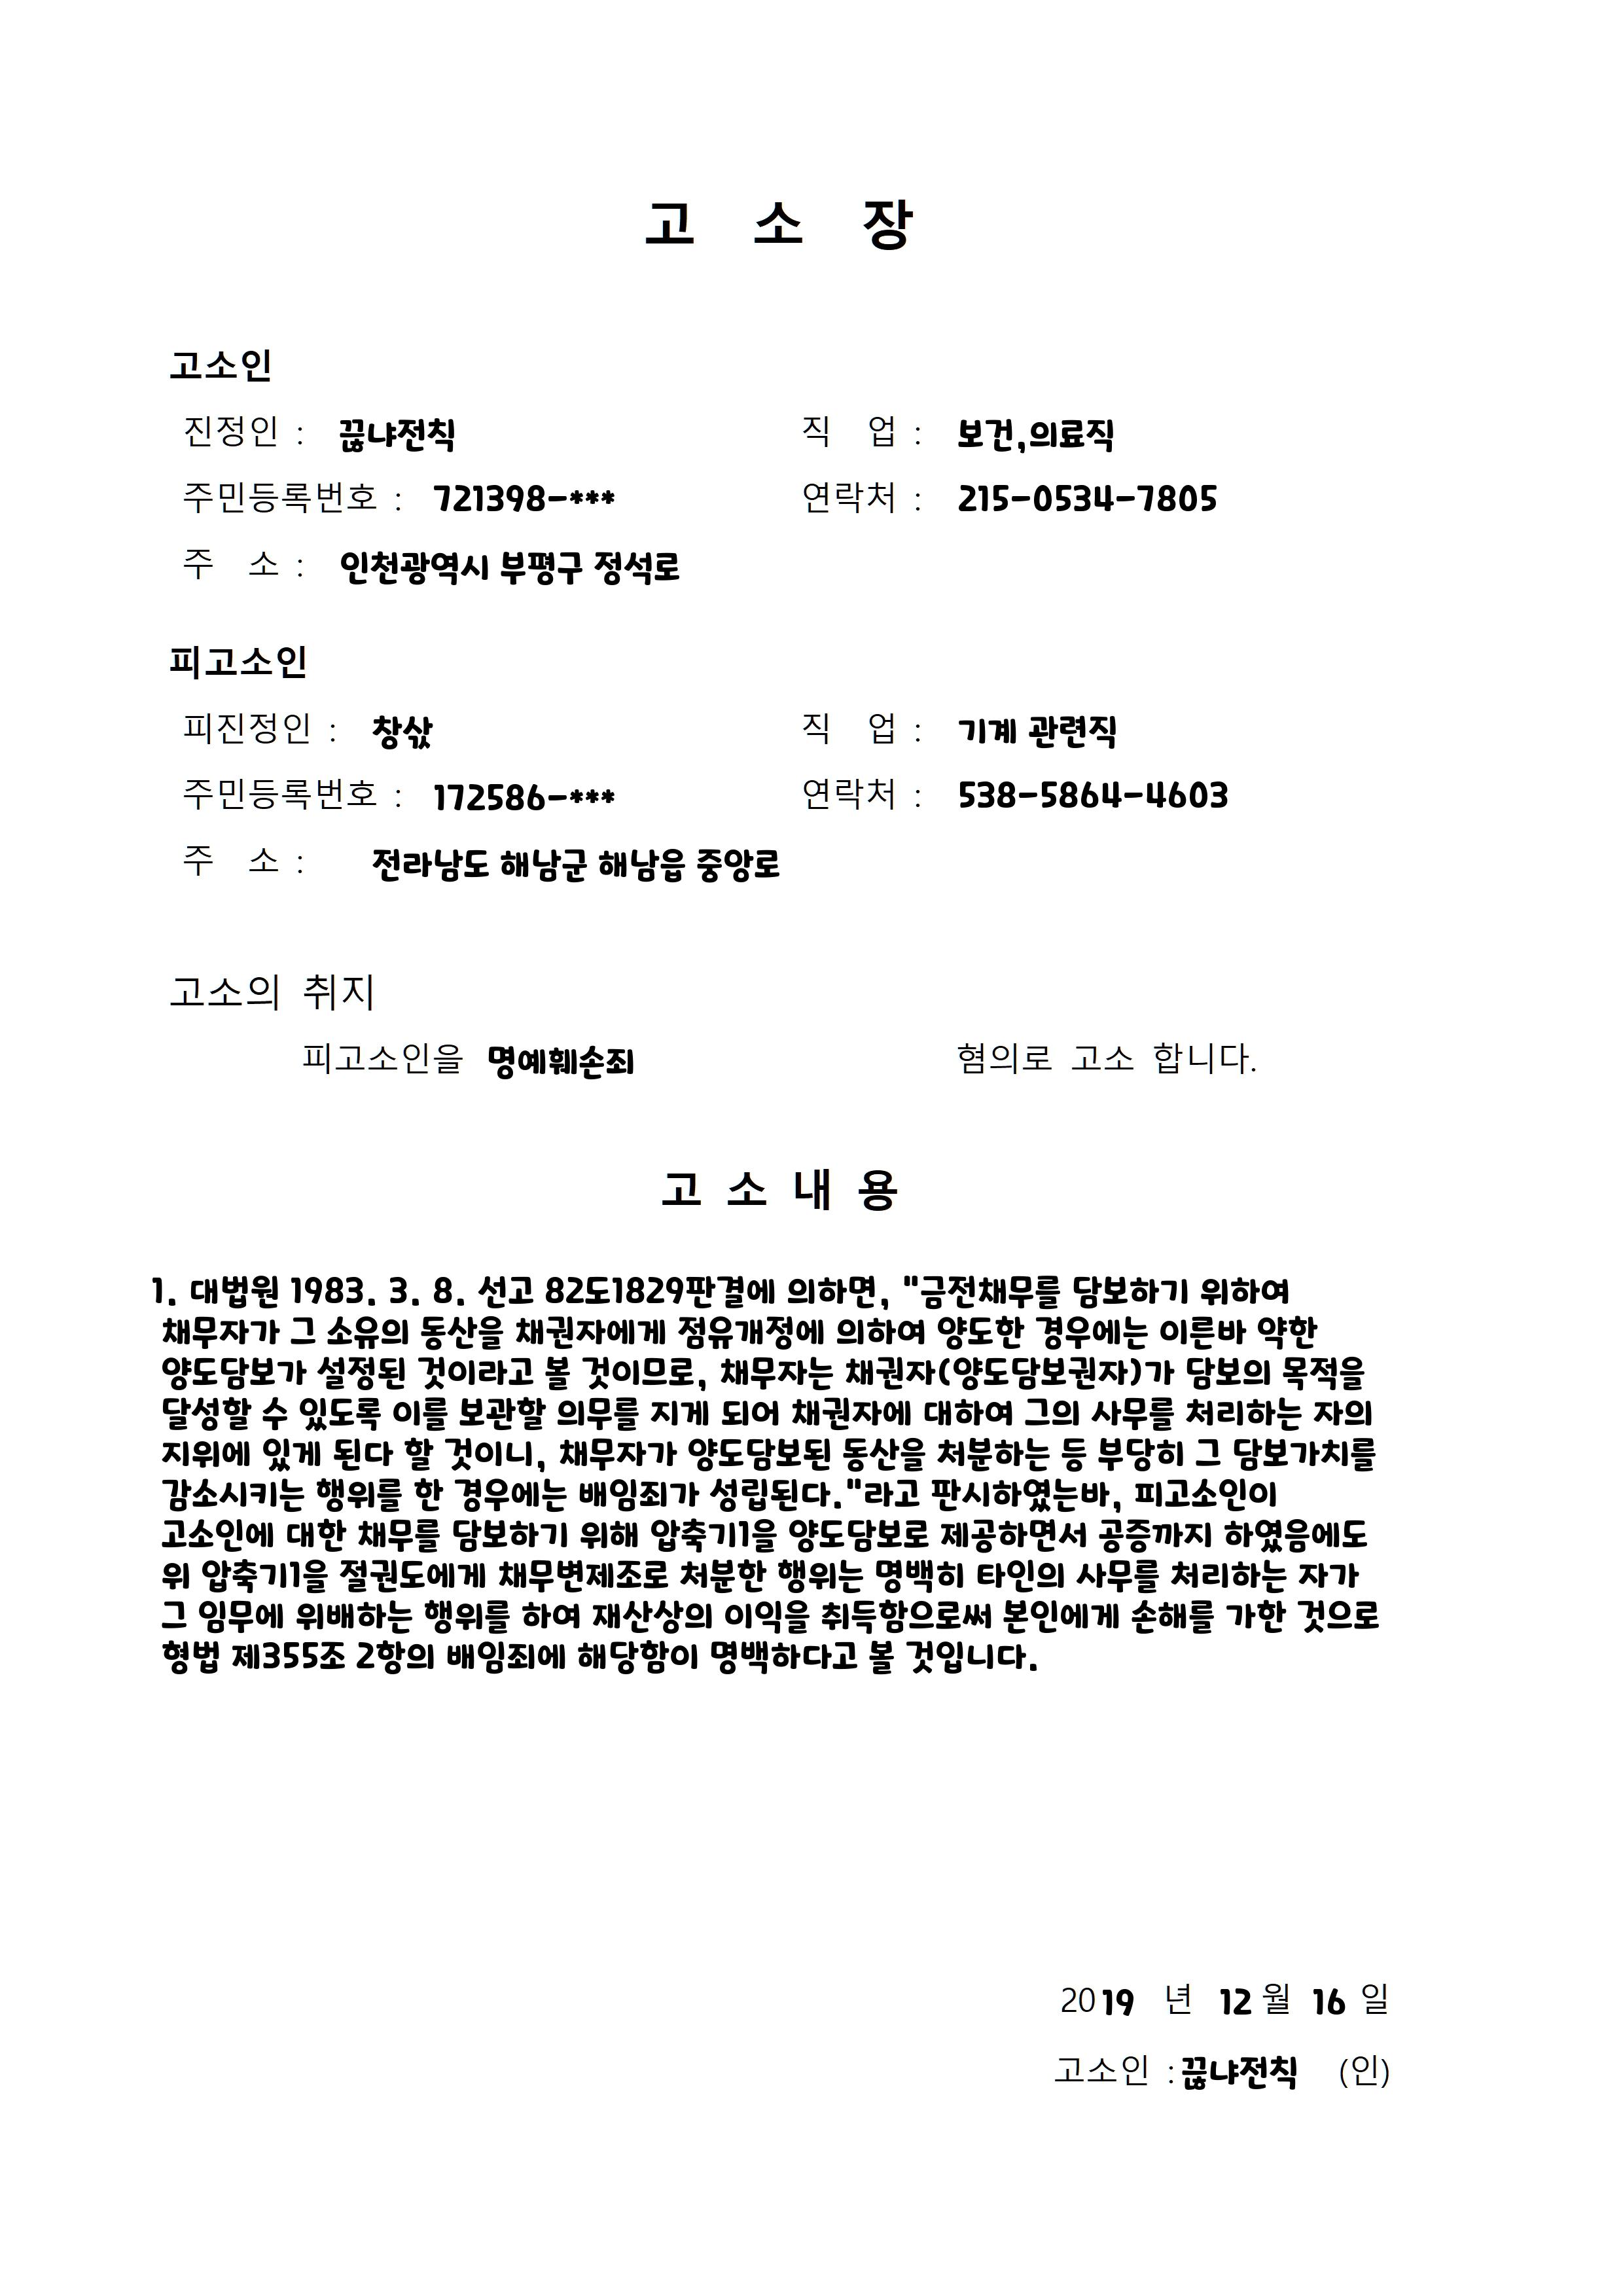 고 소 장
고소인
진정인 : 끊냐전칙 직 업 : 보건,의료직
주민등록번호 : 721398-*** 연락처 : 215-0534-7805
주 소 : 인천광역시 부평구 정석로
피고소인
피진정인 : 창삯 직 업 : 기계 관련직
주민등록번호 : 172586-*** 연락처 : 538-5864-4603
주 소 : 전라남도 해남군 해남읍 중앙로
고소의 취지
피고소인을 명예훼손죄 혐의로 고소 합니다.
고 소 내 용
1. 대법원 1983. 3. 8. 선고 82도1829판결에 의하면, "금전채무를 담보하기 위하여
채무자가 그 소유의 동산을 채권자에게 점유개정에 의하여 양도한 경우에는 이른바 약한
양도담보가 설정된 것이라고 볼 것이므로, 채무자는 채권자(양도담보권자)가 담보의 목적을
달성할 수 있도록 이를 보관할 의무를 지게 되어 채권자에 대하여 그의 사무를 처리하는 자의
지위에 있게 된다 할 것이니, 채무자가 양도담보된 동산을 처분하는 등 부당히 그 담보가치를
감소시키는 행위를 한 경우에는 배임죄가 성립된다."라고 판시하였는바, 피고소인이
고소인에 대한 채무를 담보하기 위해 압축기1을 양도담보로 제공하면서 공증까지 하였음에도
위 압축기1을 절권도에게 채무변제조로 처분한 행위는 명백히 타인의 사무를 처리하는 자가
그 임무에 위배하는 행위를 하여 재산상의 이익을 취득함으로써 본인에게 손해를 가한 것으로
형법 제355조 2항의 배임죄에 해당함이 명백하다고 볼 것입니다.
2019 년 12 월 16 일
고소인 : 끊냐전칙 (인)